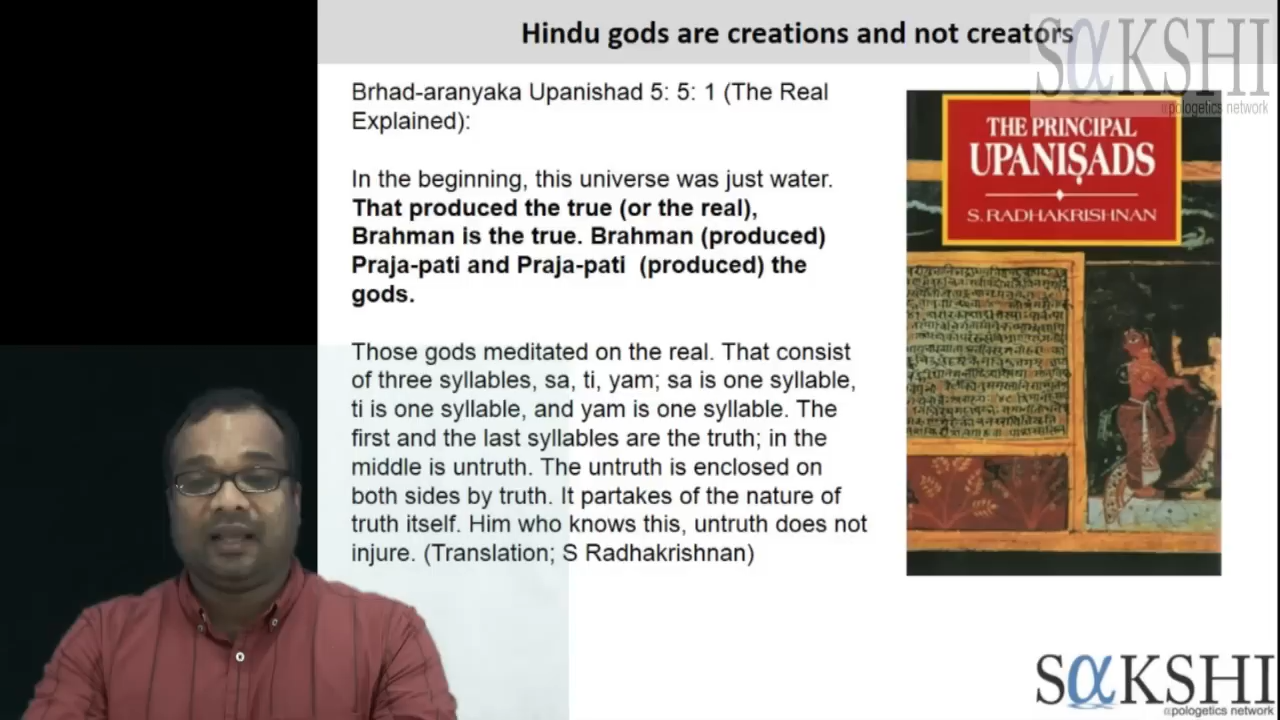 Hindu gods are creations and not creators
SαKSHI
αpologetics network
Brhad-aranyaka Upanishad 5: 5: 1 (The Real
Explained):
In the beginning, this universe was just water.
That produced the true (or the real),
Brahman is the true. Brahman (produced)
Praja-pati and Praja-pati (produced) the
gods.
Those gods meditated on the real. That consist
of three syllables, sa, ti, yam; sa is one syllable,
ti is one syllable, and yam is one syllable. The
first and the last syllables are the truth; in the
middle is untruth. The untruth is enclosed on
both sides by truth. It partakes of the nature of
truth itself. Him who knows this, untruth does not
injure. (Translation; S Radhakrishnan)
THE PRINCIPAL
UPANIṢADS
S. RADHAKRISHNAN
SαKSHI
αpologetics network